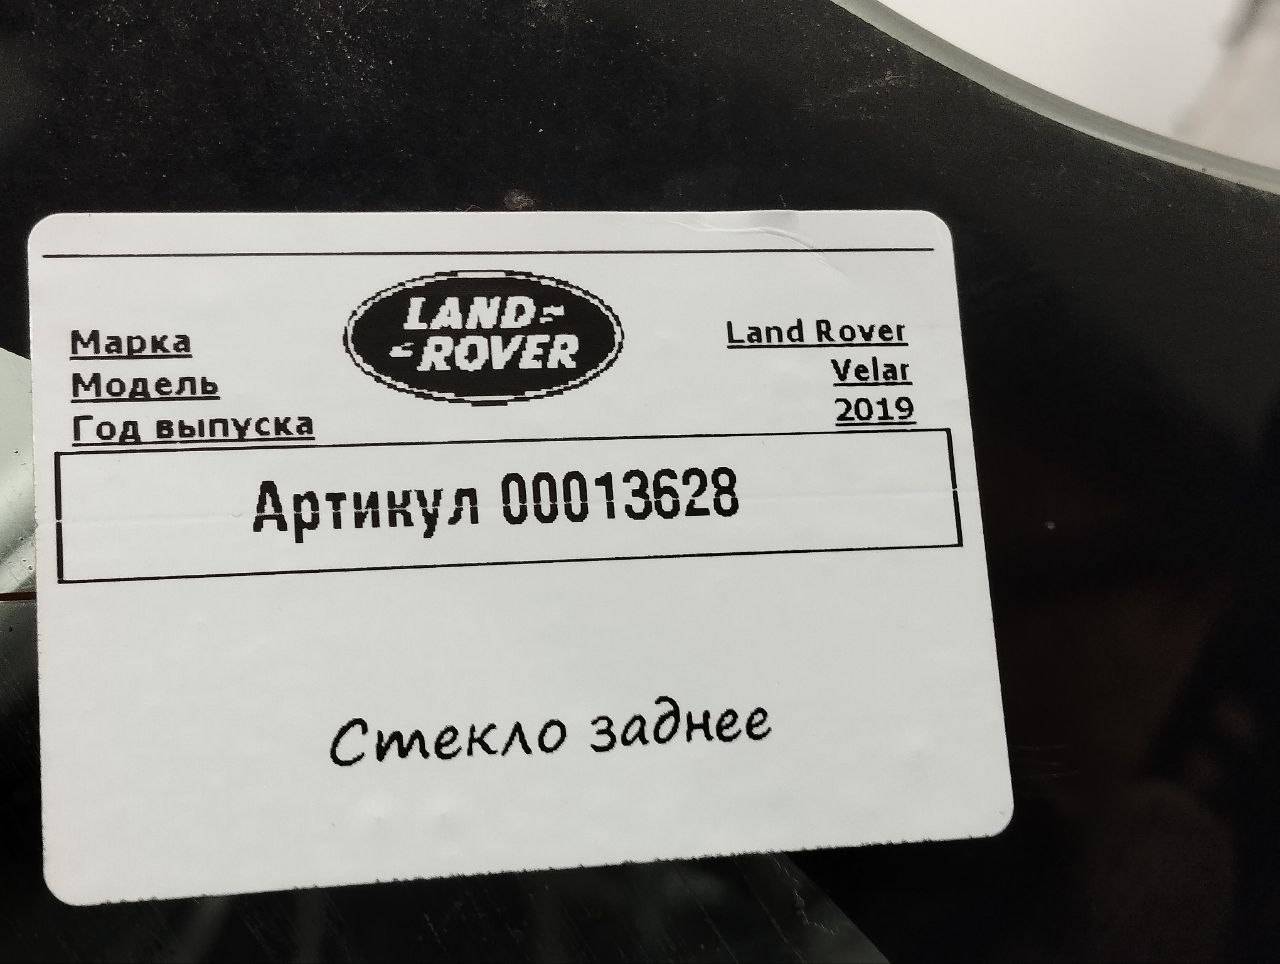 LAND-
-ROVER
Марка Land Rover
Модель Velar
Год выпуска 2019
Артикул 00013628
Стекло заднее